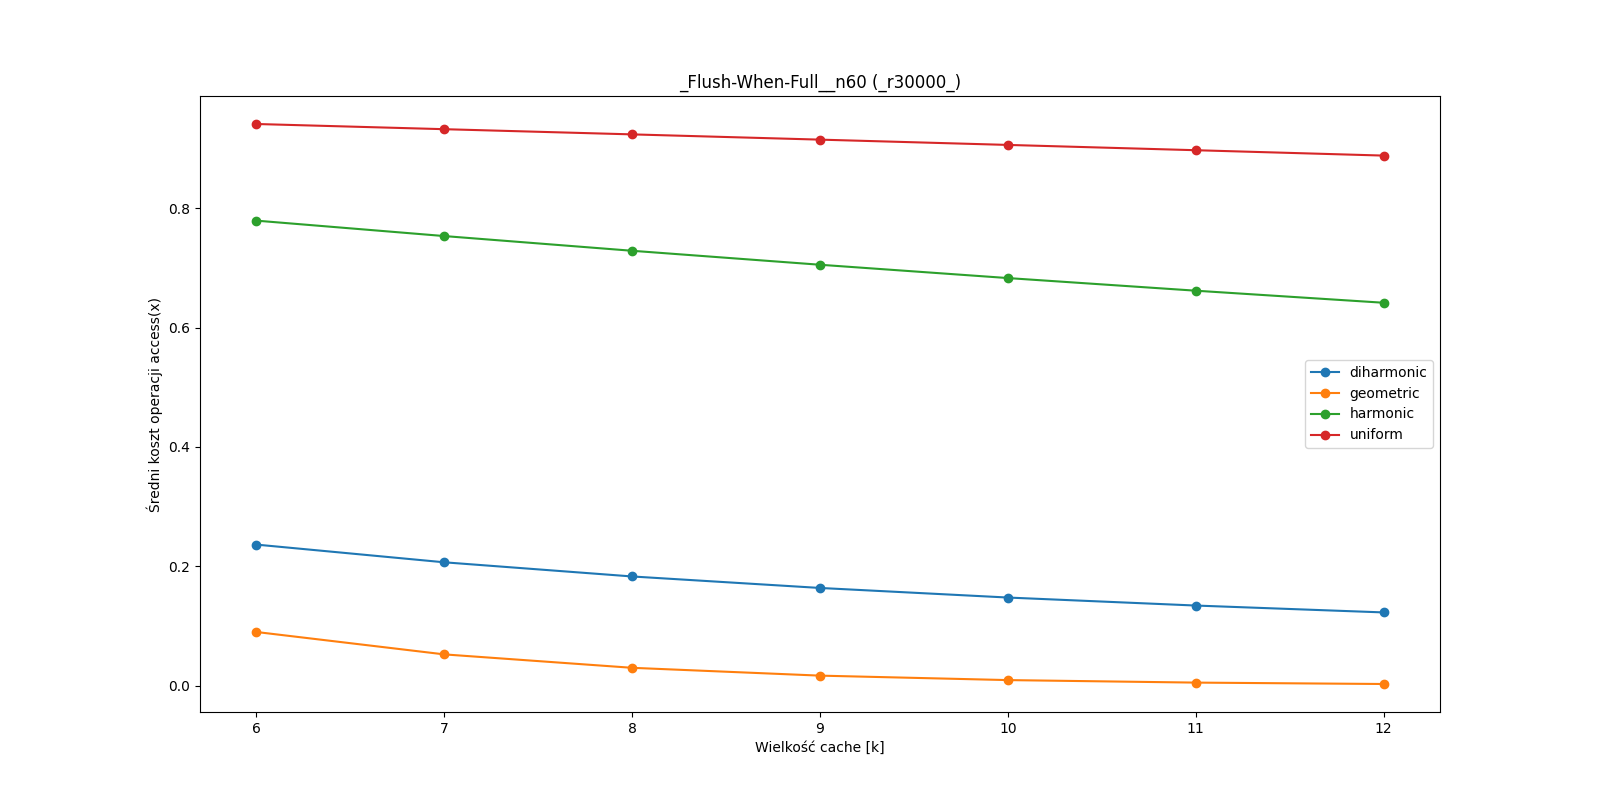 _Flush-When-Full__n60 (_r30000_)
Średni koszt operacji access(x)
0.8
0.6
0.4
0.2
0.0
diharmonic
geometric
harmonic
uniform
6 7 8 9 10 11 12
Wielkość cache [k]